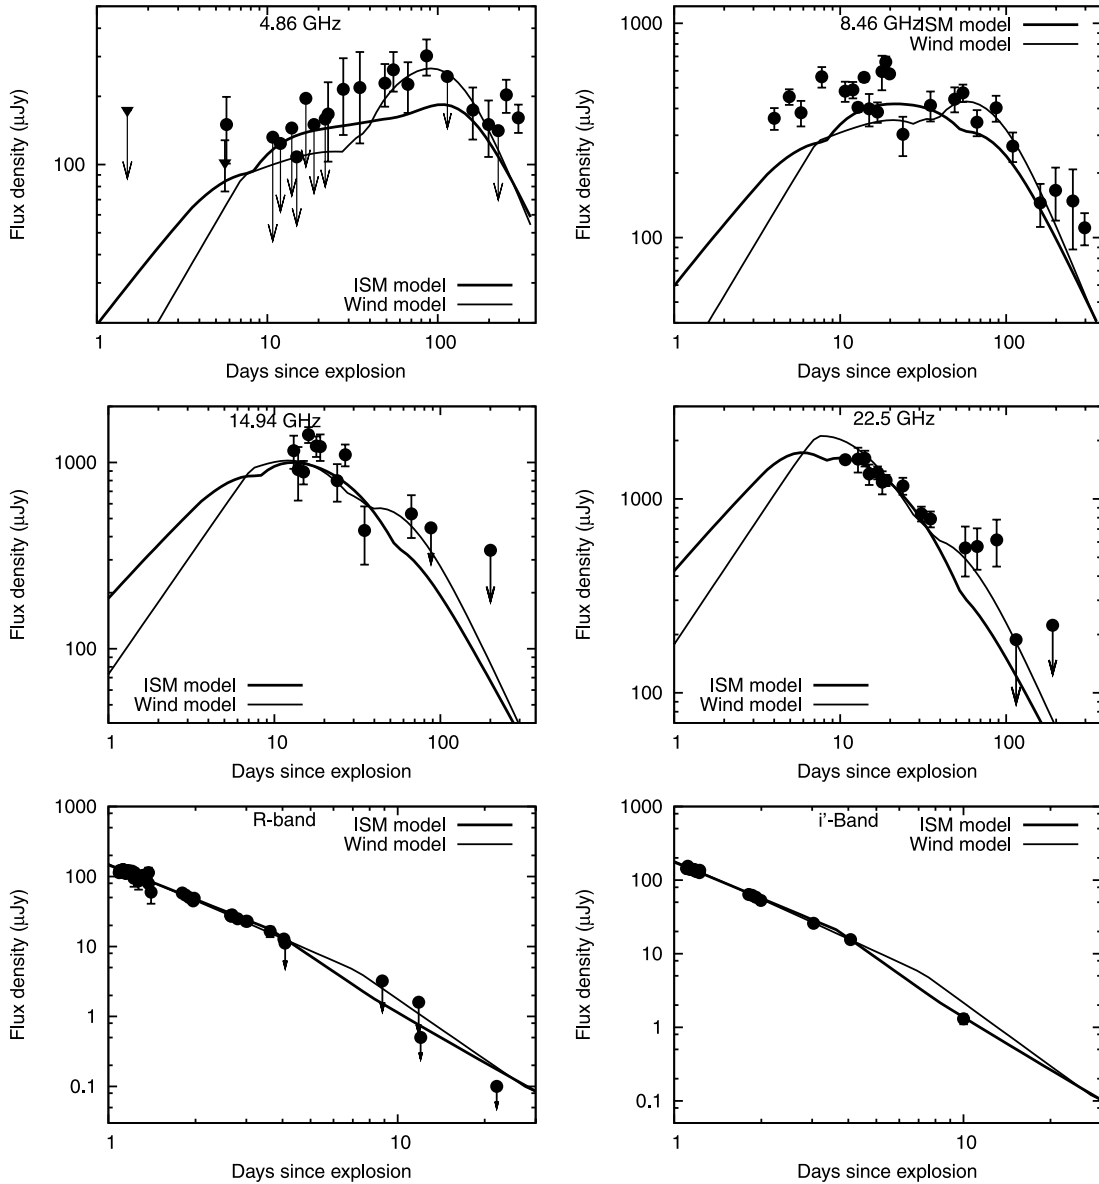 4.86 GHz
Flux density (μJy)
100
ISM model
Wind model
1 10 100
Days since explosion
8.46 GHz
ISM model
Wind model
Flux density (μJy)
1000
100
1 10 100
Days since explosion
14.94 GHz
Flux density (μJy)
1000
100
ISM model
Wind model
1 10 100
Days since explosion
22.5 GHz
Flux density (μJy)
1000
100
ISM model
Wind model
1 10 100
Days since explosion
R-band
ISM model
Wind model
Flux density (μJy)
1000
100
10
1
0.1
1 10
Days since explosion
i'-Band
ISM model
Wind model
Flux density (μJy)
1000
100
10
1
0.1
1 10
Days since explosion